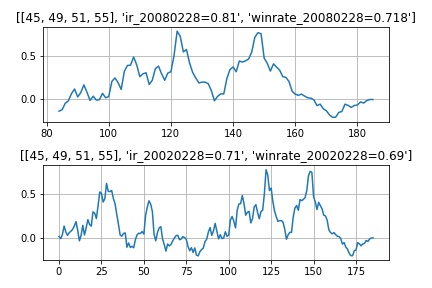 [[45, 49, 51, 55], 'ir_20080228=0.81', 'winrate_20080228=0.718']
0.5
0.0
80 100 120 140 160 180
[[45, 49, 51, 55], 'ir_20020228=0.71', 'winrate_20020228=0.69']
0.5
0.0
0 25 50 75 100 125 150 175